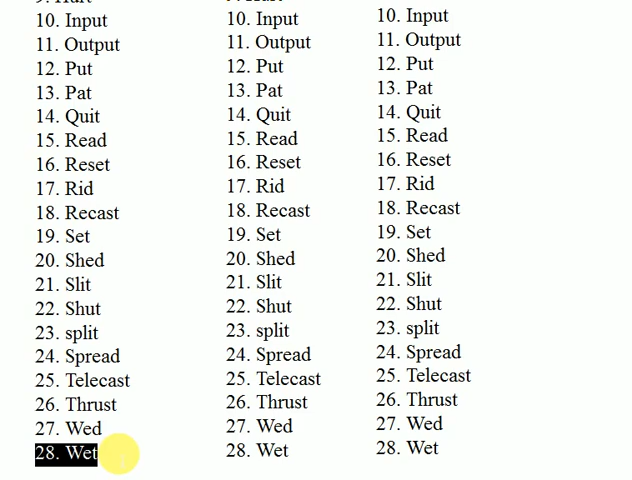 9. Hurt 9. Hurt
10. Input 10. Input 10. Input
11. Output 11. Output 11. Output
12. Put 12. Put 12. Put
13. Pat 13. Pat 13. Pat
14. Quit 14. Quit 14. Quit
15. Read 15. Read 15. Read
16. Reset 16. Reset 16. Reset
17. Rid 17. Rid 17. Rid
18. Recast 18. Recast 18. Recast
19. Set 19. Set 19. Set
20. Shed 20. Shed 20. Shed
21. Slit 21. Slit 21. Slit
22. Shut 22. Shut 22. Shut
23. split 23. split 23. split
24. Spread 24. Spread 24. Spread
25. Telecast 25. Telecast 25. Telecast
26. Thrust 26. Thrust 26. Thrust
27. Wed 27. Wed 27. Wed
28. Wet 28. Wet 28. Wet